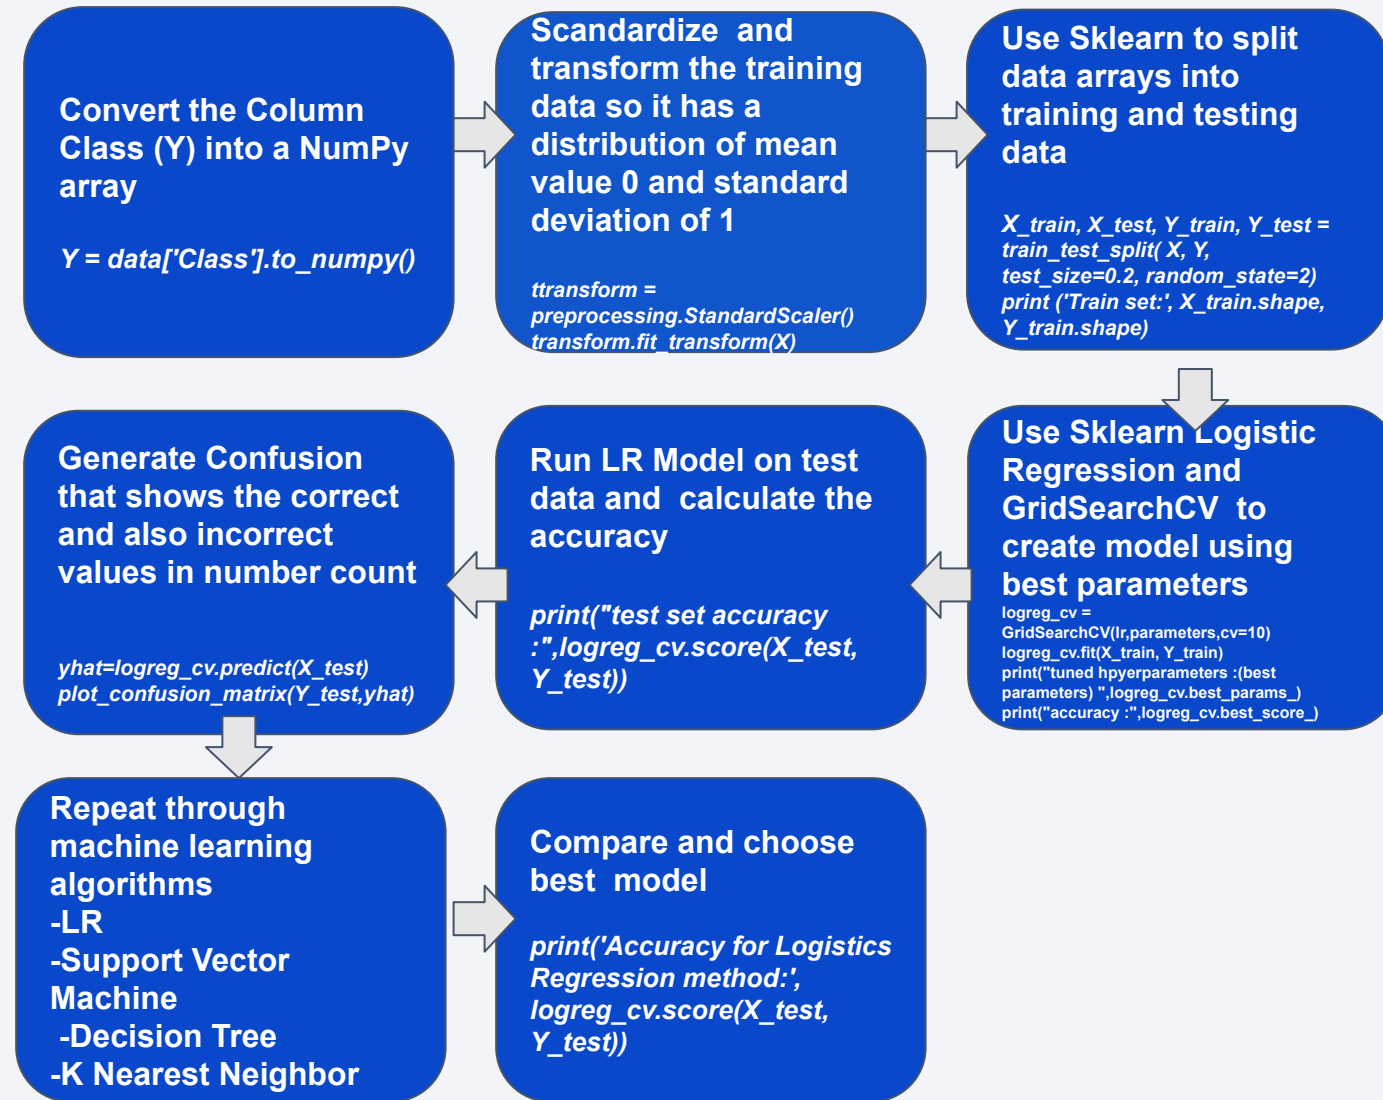 Convert the Column
Class (Y) into a NumPy
array
Y = data['Class'].to_numpy()
Scandardize and
transform the training
data so it has a
distribution of mean
value 0 and standard
deviation of 1
ttransform =
preprocessing.StandardScaler()
transform.fit_transform(X)
Use Sklearn to split
data arrays into
training and testing
data
X_train, X_test, Y_train, Y_test =
train_test_split( X, Y,
test_size=0.2, random_state=2)
print ('Train set:', X_train.shape,
Y_train.shape)
Use Sklearn Logistic
Regression and
GridSearchCV to
create model using
best parameters
logreg_cv =
GridSearchCV(lr,parameters,cv=10)
logreg_cv.fit(X_train, Y_train)
print("tuned hpyerparameters :(best
parameters) ",logreg_cv.best_params_)
print("accuracy :",logreg_cv.best_score_)
Run LR Model on test
data and calculate the
accuracy
print("test set accuracy
:",logreg_cv.score(X_test,
Y_test))
Generate Confusion
that shows the correct
and also incorrect
values in number count
yhat=logreg_cv.predict(X_test)
plot_confusion_matrix(Y_test,yhat)
Repeat through
machine learning
algorithms
-LR
-Support Vector
Machine
-Decision Tree
-K Nearest Neighbor
Compare and choose
best model
print('Accuracy for Logistics
Regression method:',
logreg_cv.score(X_test,
Y_test))